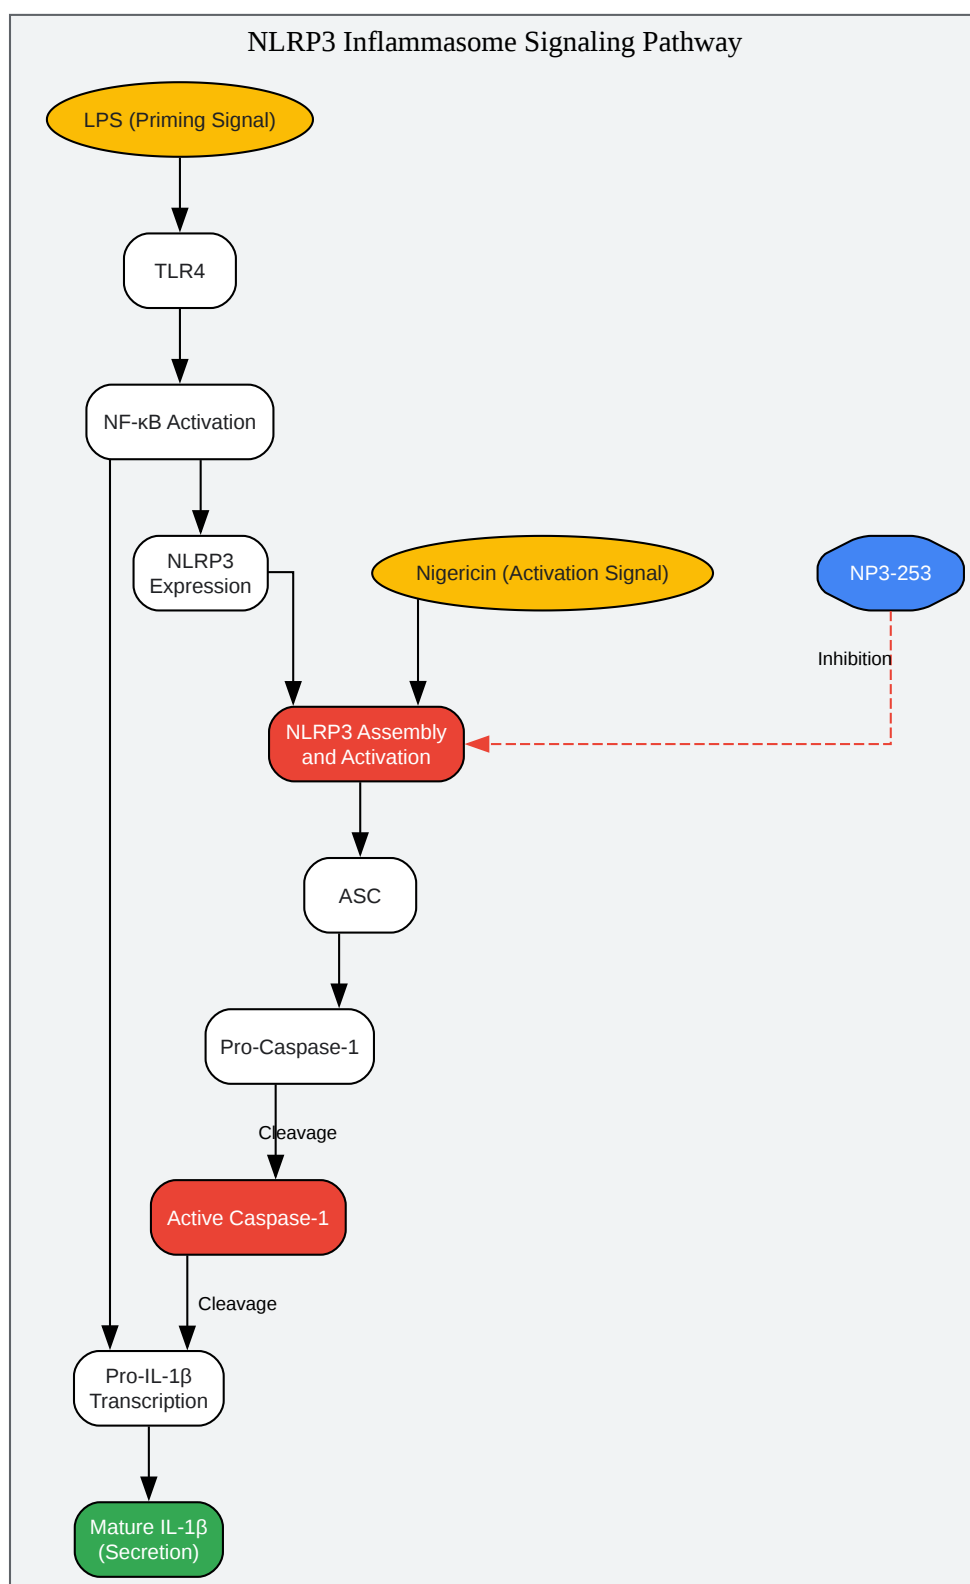 NLRP3 Inflammasome Signaling Pathway
LPS (Priming Signal)
TLR4
NF-κB Activation
NLRP3
Expression
Nigericin (Activation Signal)
NP3-253
Inhibition
NLRP3 Assembly
and Activation
ASC
Pro-Caspase-1
Cleavage
Active Caspase-1
Cleavage
Pro-IL-1β
Transcription
Mature IL-1β
(Secretion)